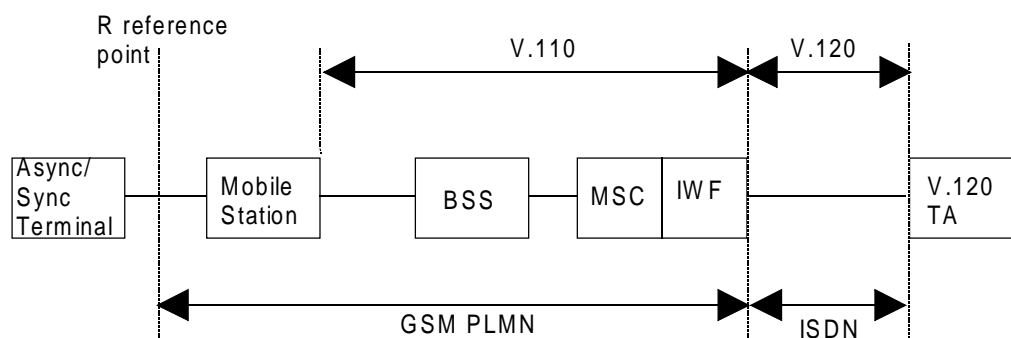 R reference
point
V.110
V.120
Async/
Sync
Terminal
Mobile
Station
BSS
MSC
IWF
V.120
TA
GSM PLMN
ISDN